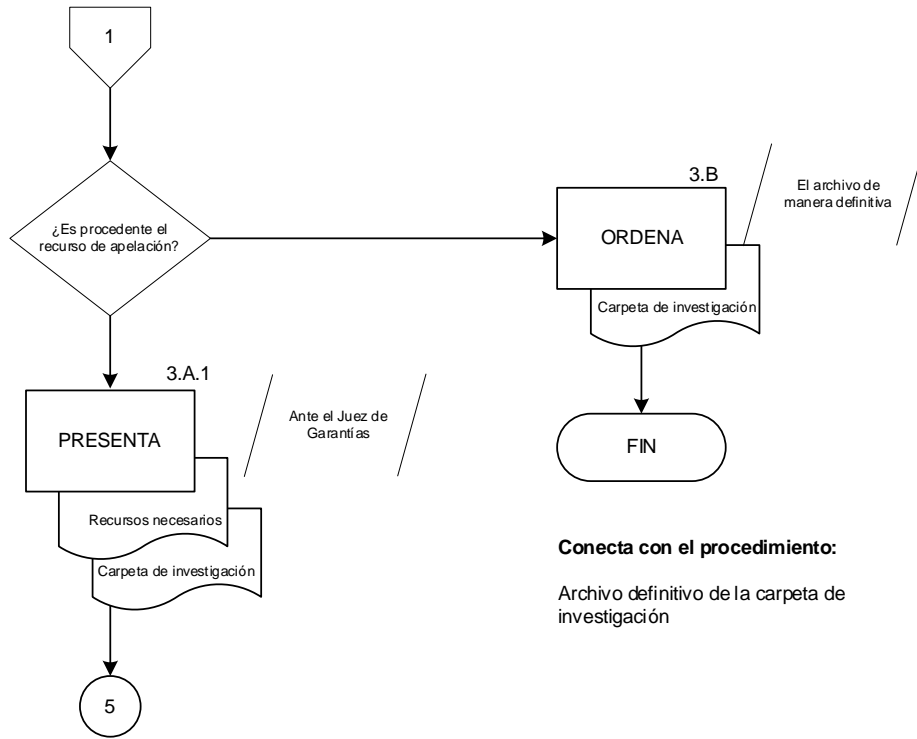 1
¿Es procedente el
recurso de apelación?
3.B
ORDENA
El archivo de
manera definitiva
Carpeta de investigación
FIN
3.A.1
PRESENTA
Ante el Juez de
Garantías
Recursos necesarios
Carpeta de investigación
5
Conecta con el procedimiento:
Archivo definitivo de la carpeta de
investigación